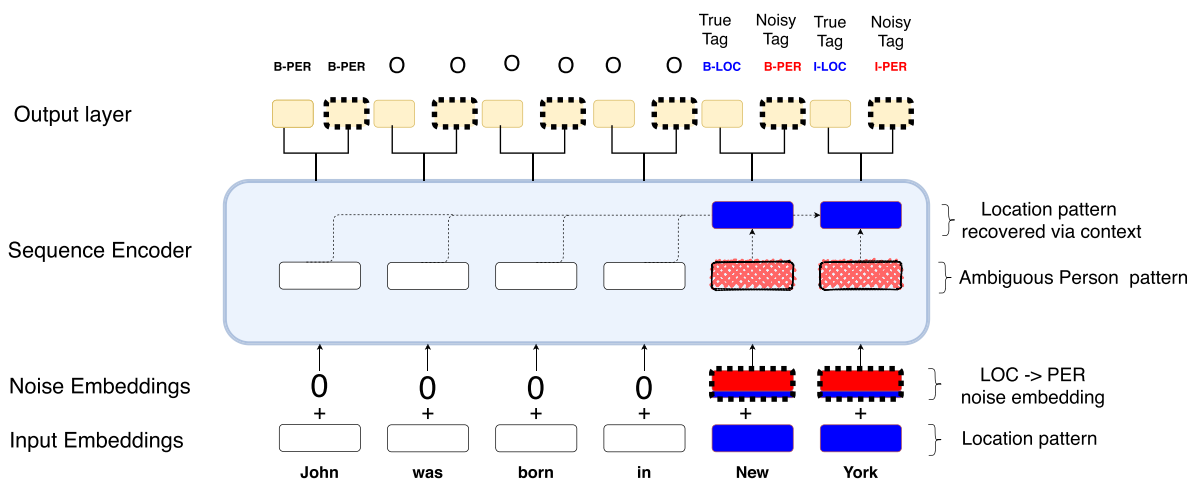 True Tag Noisy Tag True Tag Noisy Tag
B-PER B-PER O O O O O O B-LOC B-PER I-LOC I-PER
Output layer
Sequence Encoder
Location pattern
recovered via context
Ambiguous Person pattern
Noise Embeddings
0 0 0 0
LOC -> PER
noise embedding
+ + + + + +
Input Embeddings
Location pattern
John was born in New York